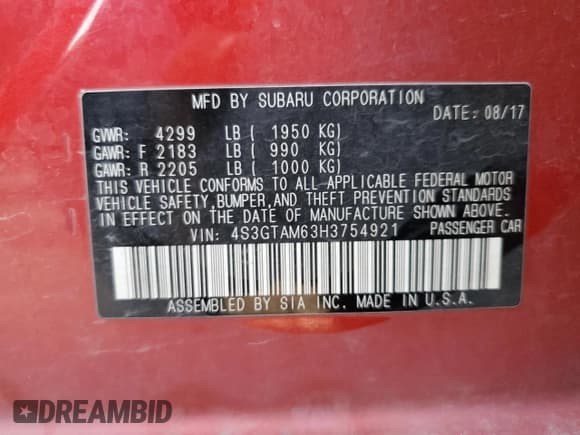 MFD BY SUBARU CORPORATION
DATE: 08/17
GVWR: 4299 LB ( 1950 KG)
GAWR: F 2183 LB ( 990 KG)
GAWR: R 2205 LB ( 1000 KG)
THIS VEHICLE CONFORMS TO ALL APPLICABLE FEDERAL MOTOR
VEHICLE SAFETY,BUMPER,AND THEFT PREVENTION STANDARDS
IN EFFECT ON THE DATE OF MANUFACTURE SHOWN ABOVE.
VIN: 4S3GTAM63H3754921 PASSENGER CAR
ASSEMBLED BY SIA INC. MADE IN U.S.A.
DREAMBID